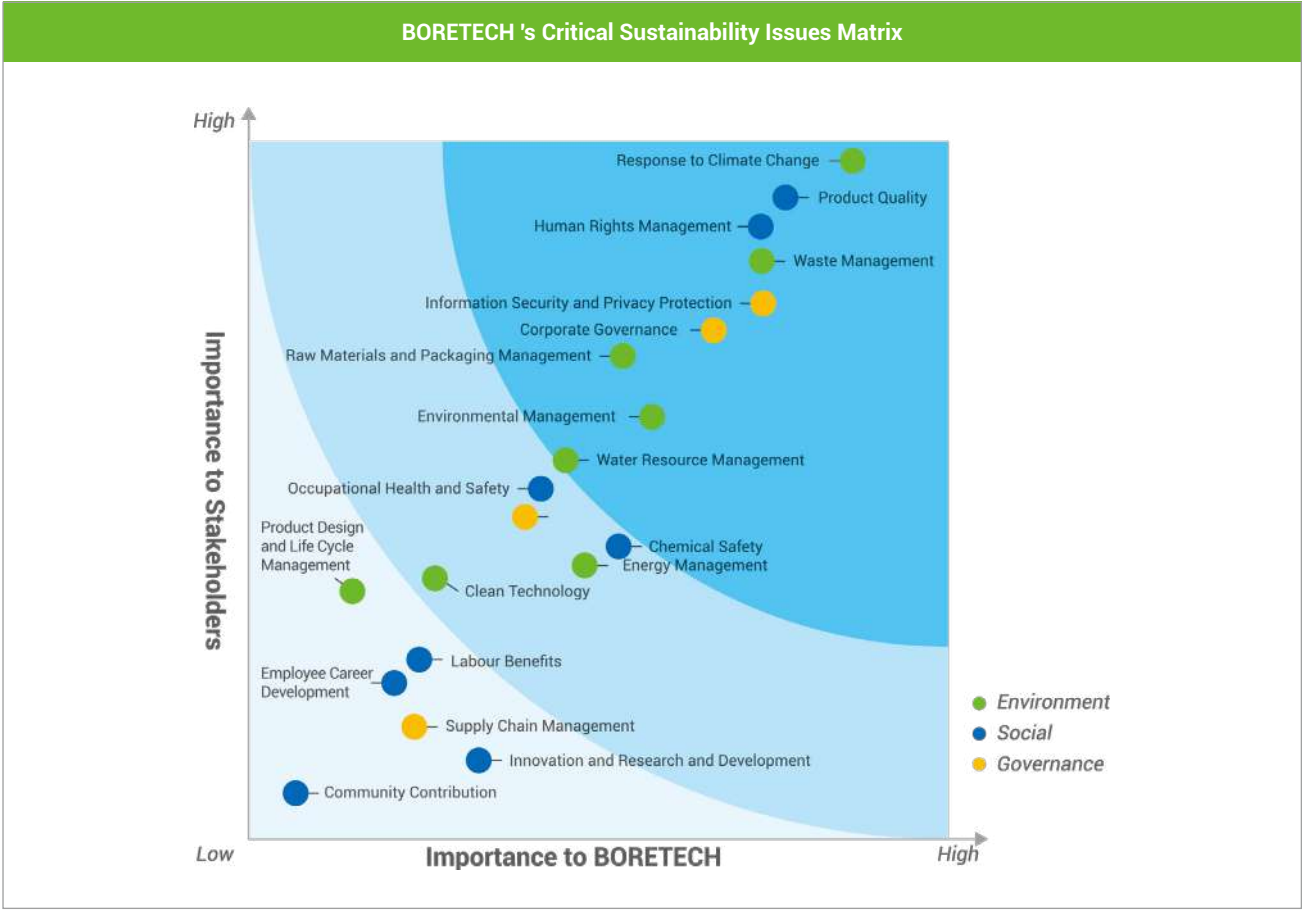 BORETECH 's Critical Sustainability Issues Matrix
High
Response to Climate Change
Product Quality
Human Rights Management
Waste Management
Information Security and Privacy Protection
Corporate Governance
Raw Materials and Packaging Management
Environmental Management
Water Resource Management
Occupational Health and Safety
Product Design
and Life Cycle
Management
Chemical Safety
Energy Management
Clean Technology
Labour Benefits
Employee Career
Development
Supply Chain Management
Innovation and Research and Development
Community Contribution
Importance to Stakeholders
Environment
Social
Governance
Low
Importance to BORETECH
High